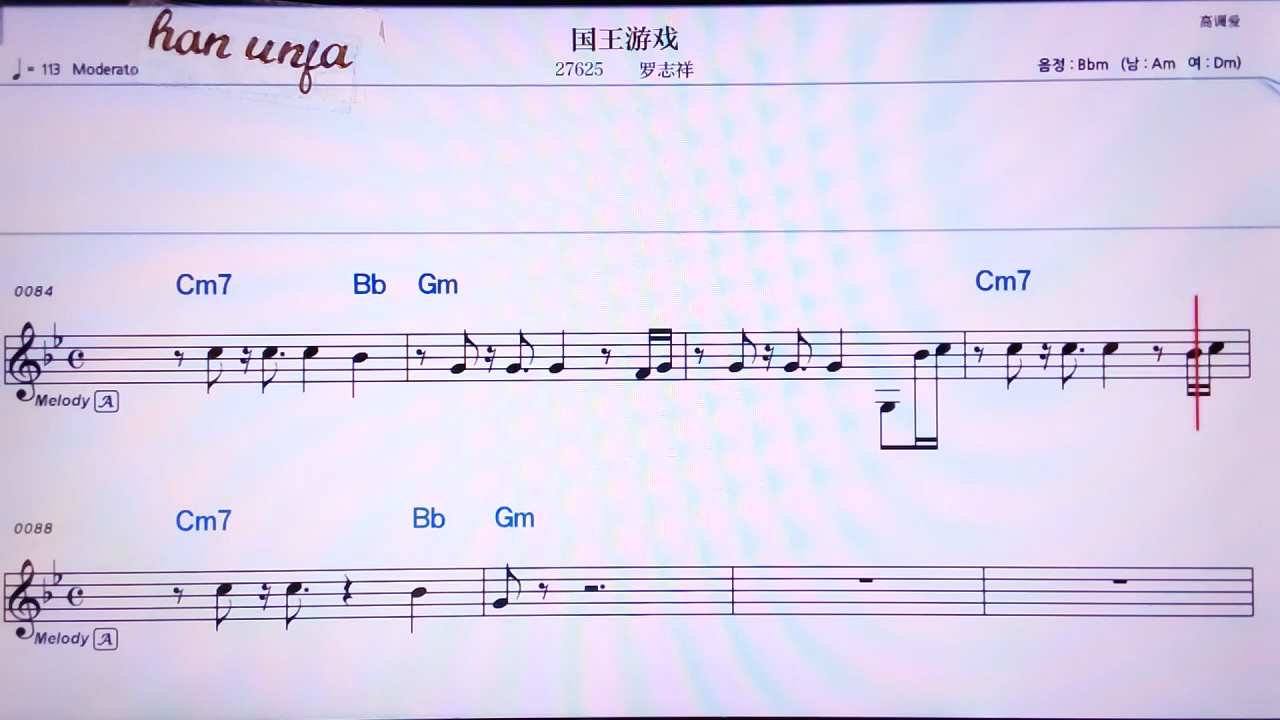 han unfa
高调爱
国王游戏
♩= 113 Moderato
27625 罗志祥
음정 : Bbm (남 : Am 여 : Dm)
0084
Cm7 Bb Gm Cm7
Melody A
0088
Cm7 Bb Gm
Melody A